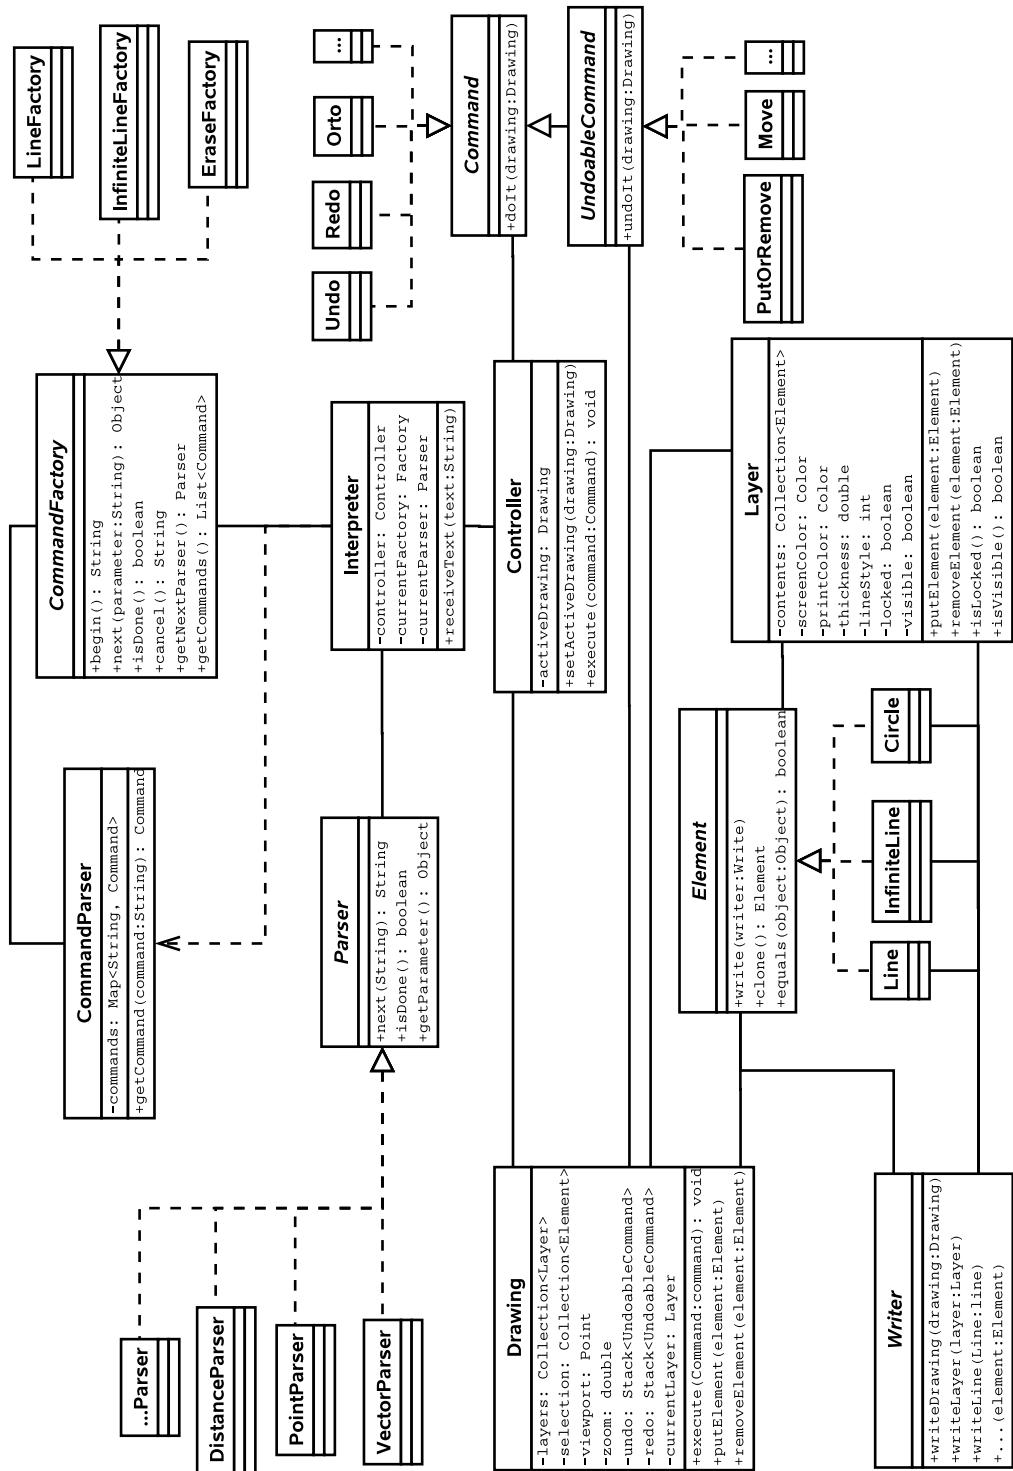 ...Parser
DistanceParser
PointParser
VectorParser
CommandParser
-commands: Map<String, Command>
+getCommand(command:String): Command
CommandFactory
+begin(): String
+next(parameter:String): Object
+isDone(): boolean
+cancel(): String
+getNextParser(): Parser
+getCommands(): List<Command>
LineFactory
InfiniteLineFactory
EraseFactory
Parser
+next(String): String
+isDone(): boolean
+getParameter(): Object
Interpreter
-controller: Controller
-currentFactory: Factory
-currentParser: Parser
+receiveText(text:String)
Undo
Redo
Orto
...
Drawing
-layers: Collection<Layer>
-selection: Collection<Element>
-viewport: Point
-zoom: double
-undo: Stack<UndoableCommand>
-redo: Stack<UndoableCommand>
-currentLayer: Layer
+execute(Command:command): void
+putElement(element:Element)
+removeElement(element:Element)
Controller
-activeDrawing: Drawing
+setActiveDrawing(drawing:Drawing)
+execute(command:Command): void
Command
+doIt(drawing:Drawing)
UndoableCommand
+undoIt(drawing:Drawing)
PutOrRemove
Move
...
Element
+write(writer:Write)
+clone(): Element
+equals(object:Object): boolean
Layer
-contents: Collection<Element>
-screenColor: Color
-printColor: Color
-thickness: double
-lineStyle: int
-locked: boolean
-visible: boolean
+putElement(element:Element)
+removeElement(element:Element)
+isLocked(): boolean
+isVisible(): boolean
Line
InfiniteLine
Circle
Writer
+writeDrawing(drawing:Drawing)
+writeLayer(layer:Layer)
+writeLine(Line:line)
+...(element:Element)